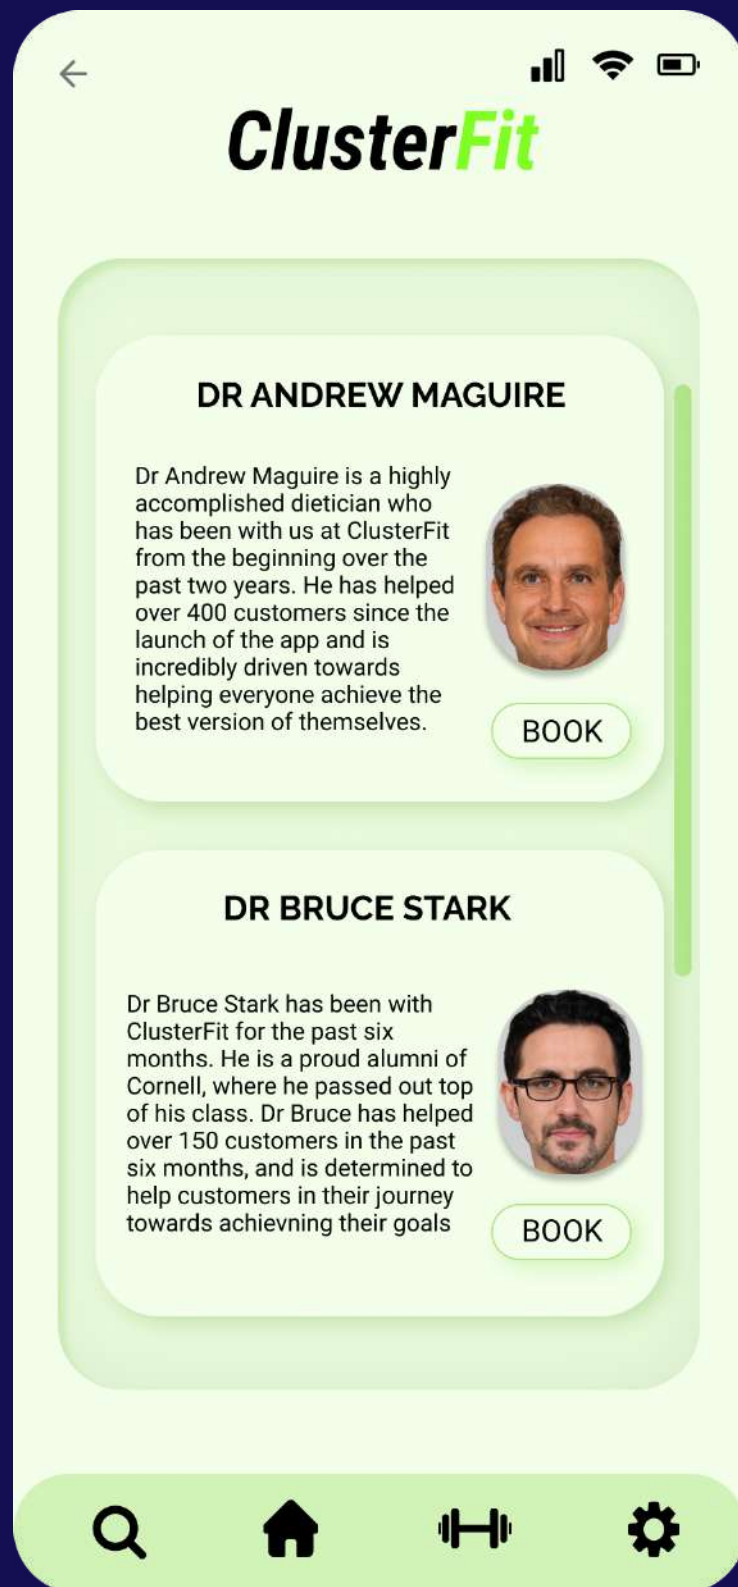 ClusterFit
DR ANDREW MAGUIRE
Dr Andrew Maguire is a highly
accomplished dietician who
has been with us at ClusterFit
from the beginning over the
past two years. He has helped
over 400 customers since the
launch of the app and is
incredibly driven towards
helping everyone achieve the
best version of themselves.
BOOK
DR BRUCE STARK
Dr Bruce Stark has been with
ClusterFit for the past six
months. He is a proud alumni of
Cornell, where he passed out top
of his class. Dr Bruce has helped
over 150 customers in the past
six months, and is determined to
help customers in their journey
towards achievning their goals
BOOK